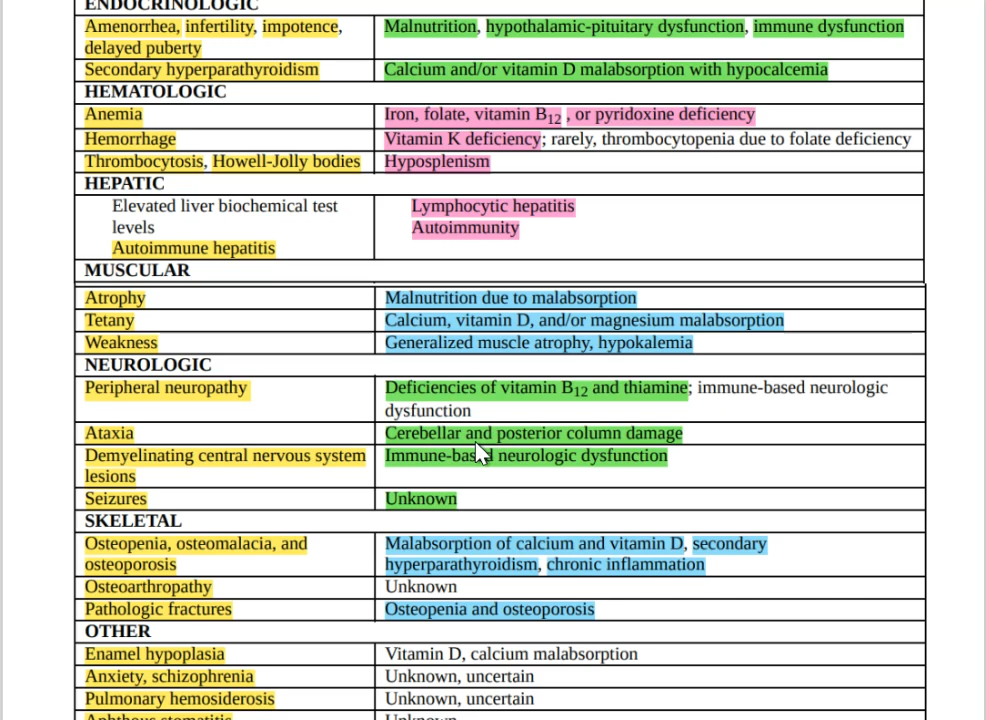 ENDOCRINOLOGIC
Amenorrhea, infertility, impotence,
delayed puberty
Malnutrition, hypothalamic-pituitary dysfunction, immune dysfunction
Secondary hyperparathyroidism
Calcium and/or vitamin D malabsorption with hypocalcemia
HEMATOLOGIC
Anemia
Iron, folate, vitamin B12 , or pyridoxine deficiency
Hemorrhage
Vitamin K deficiency; rarely, thrombocytopenia due to folate deficiency
Thrombocytosis, Howell-Jolly bodies
Hyposplenism
HEPATIC
Elevated liver biochemical test
levels
Autoimmune hepatitis
Lymphocytic hepatitis
Autoimmunity
MUSCULAR
Atrophy
Malnutrition due to malabsorption
Tetany
Calcium, vitamin D, and/or magnesium malabsorption
Weakness
Generalized muscle atrophy, hypokalemia
NEUROLOGIC
Peripheral neuropathy
Deficiencies of vitamin B12 and thiamine; immune-based neurologic
dysfunction
Ataxia
Cerebellar and posterior column damage
Demyelinating central nervous system
lesions
Immune-based neurologic dysfunction
Seizures
Unknown
SKELETAL
Osteopenia, osteomalacia, and
osteoporosis
Malabsorption of calcium and vitamin D, secondary
hyperparathyroidism, chronic inflammation
Osteoarthropathy
Unknown
Pathologic fractures
Osteopenia and osteoporosis
OTHER
Enamel hypoplasia
Vitamin D, calcium malabsorption
Anxiety, schizophrenia
Unknown, uncertain
Pulmonary hemosiderosis
Unknown, uncertain
Aphthous stomatitis
Unknown